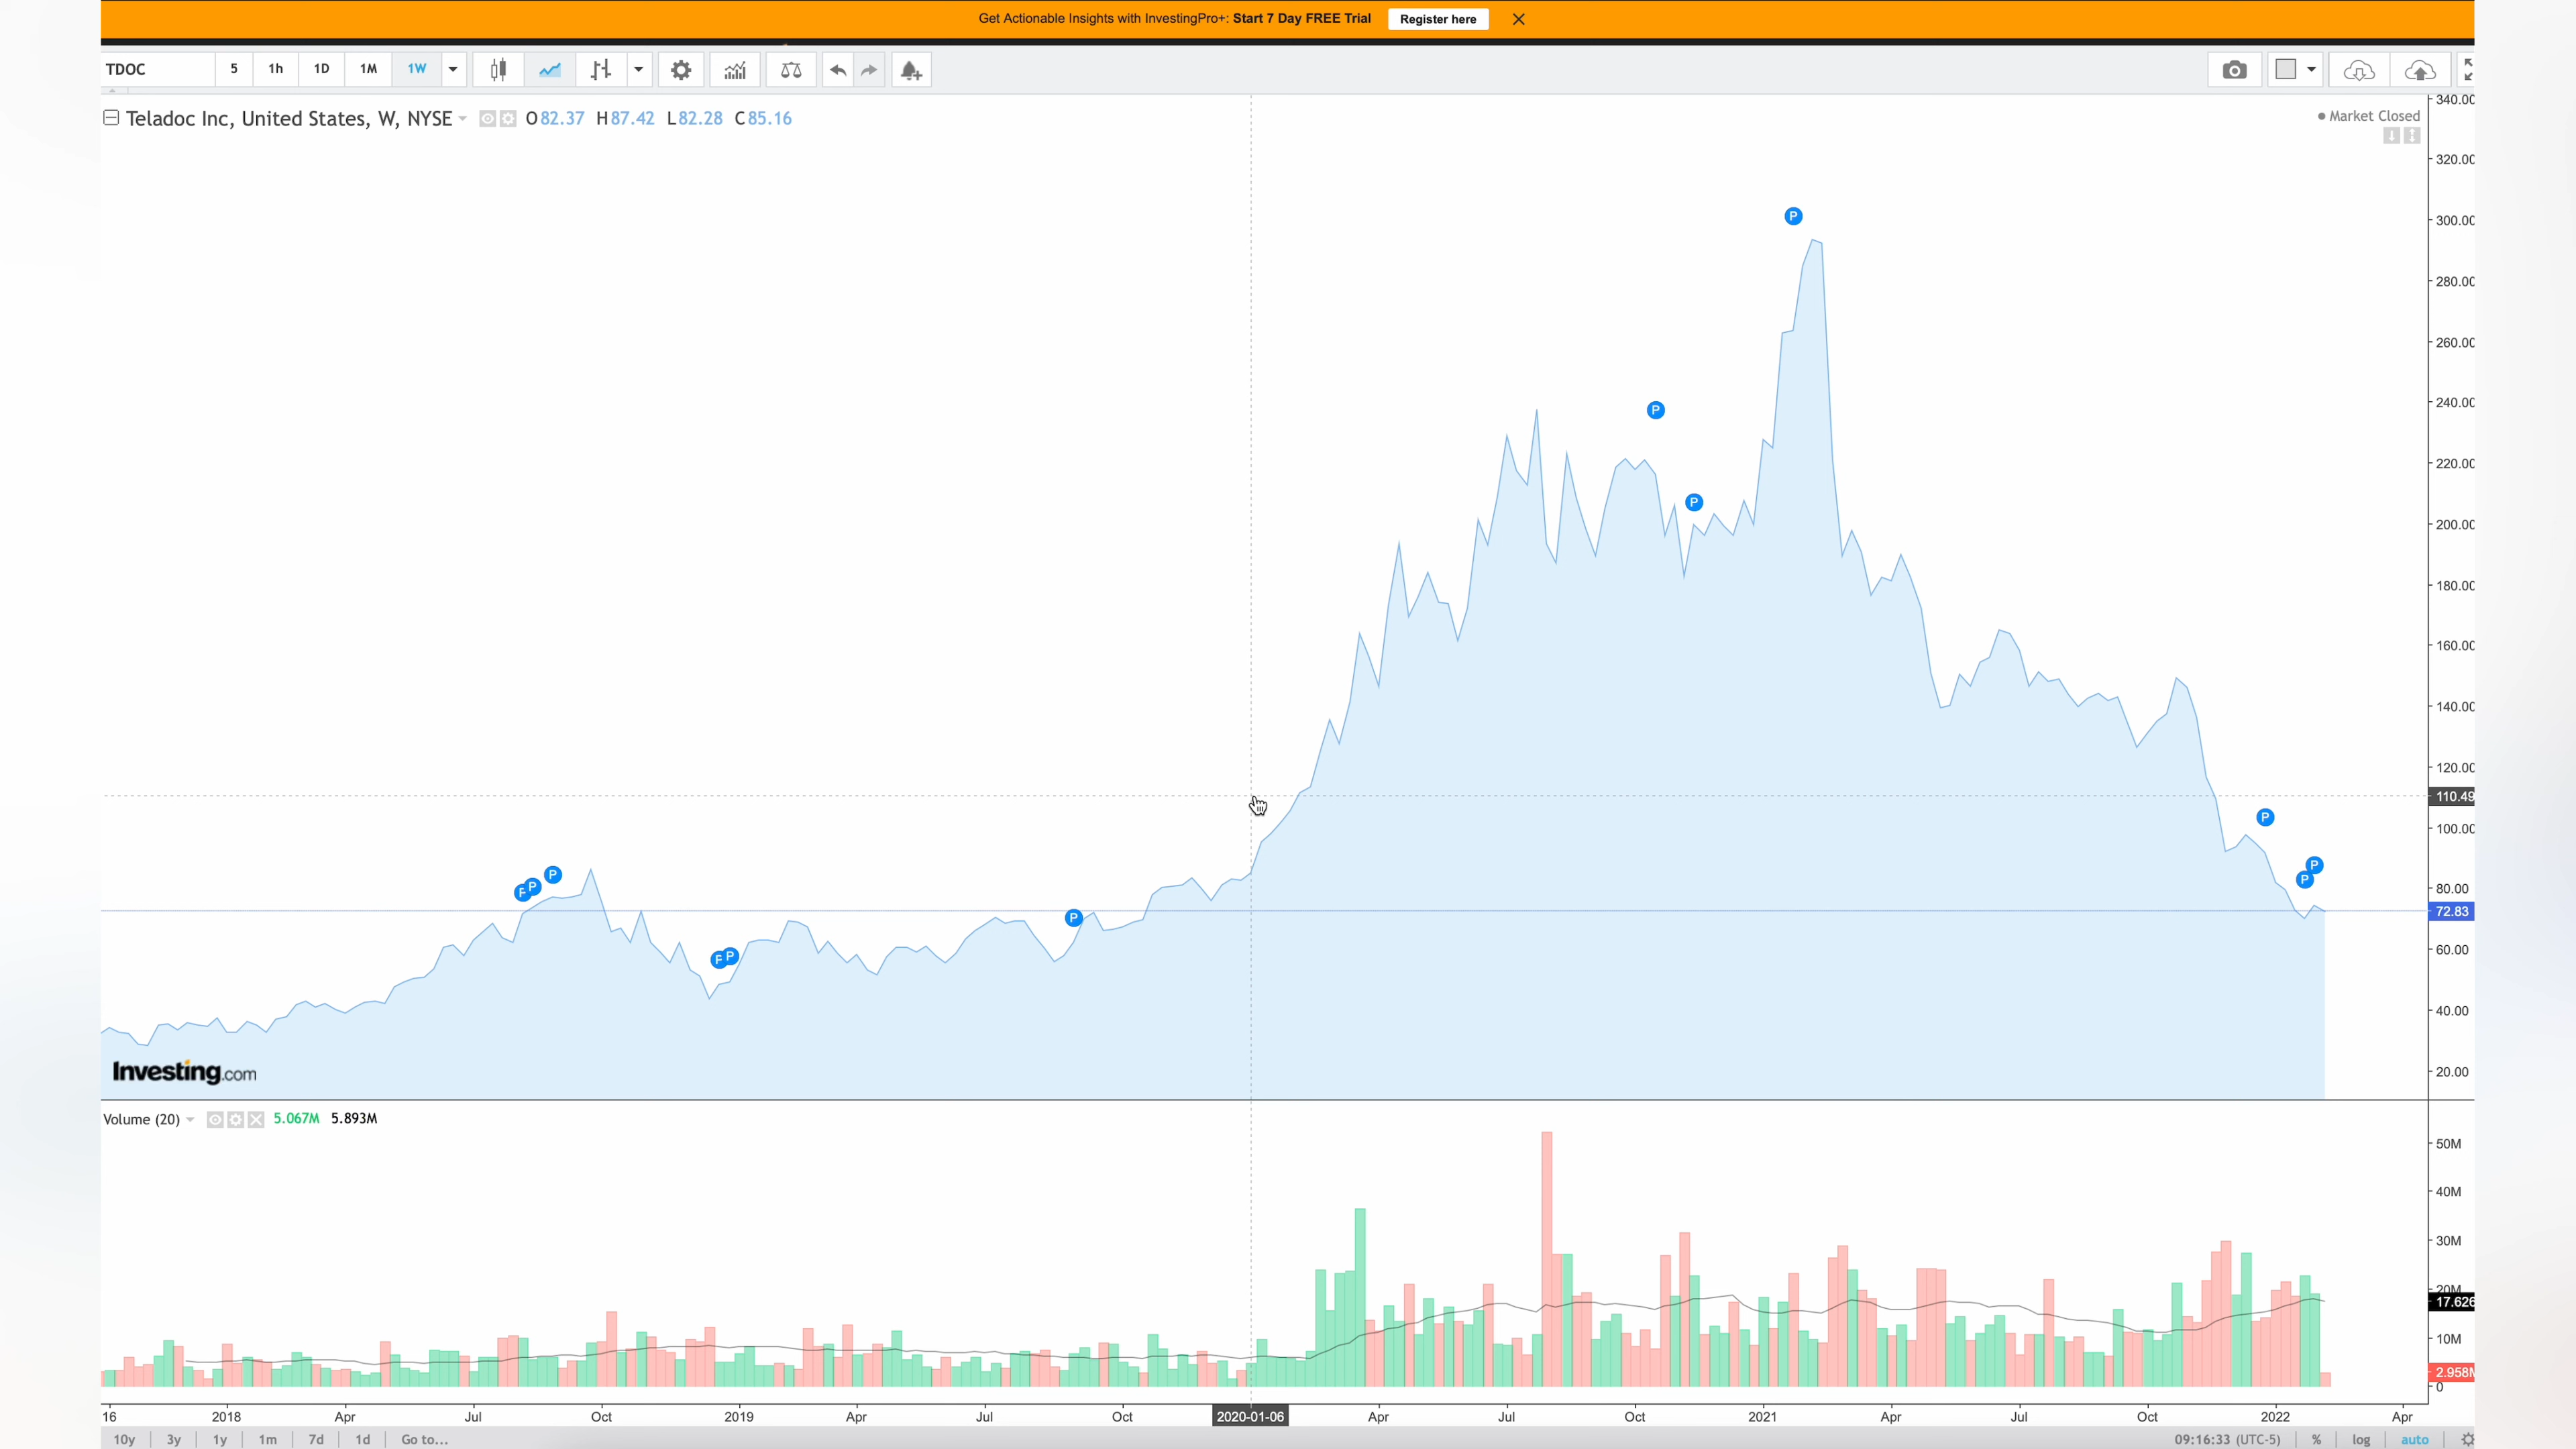 Get Actionable Insights with InvestingPro+: Start 7 Day FREE Trial Register here
TDOC 5 1h 1D 1M 1W
Teladoc Inc, United States, W, NYSE O82.37 H87.42 L82.28 C85.16
Market Closed
340.00
320.00
300.00
280.00
260.00
240.00
220.00
200.00
180.00
160.00
140.00
120.00
110.49
100.00
80.00
72.83
60.00
40.00
20.00
P
P
P
P
P
P
P
P
P
P
P
P
P
Investing.com
Volume (20) 5.067M 5.893M
50M
40M
30M
20M
17.626
10M
2.958M
0
16 2018 Apr Jul Oct 2019 Apr Jul Oct 2020-01-06 Apr Jul Oct 2021 Apr Jul Oct 2022 Apr
10y 3y 1y 1m 7d 1d Go to... 09:16:33 (UTC-5) % log auto